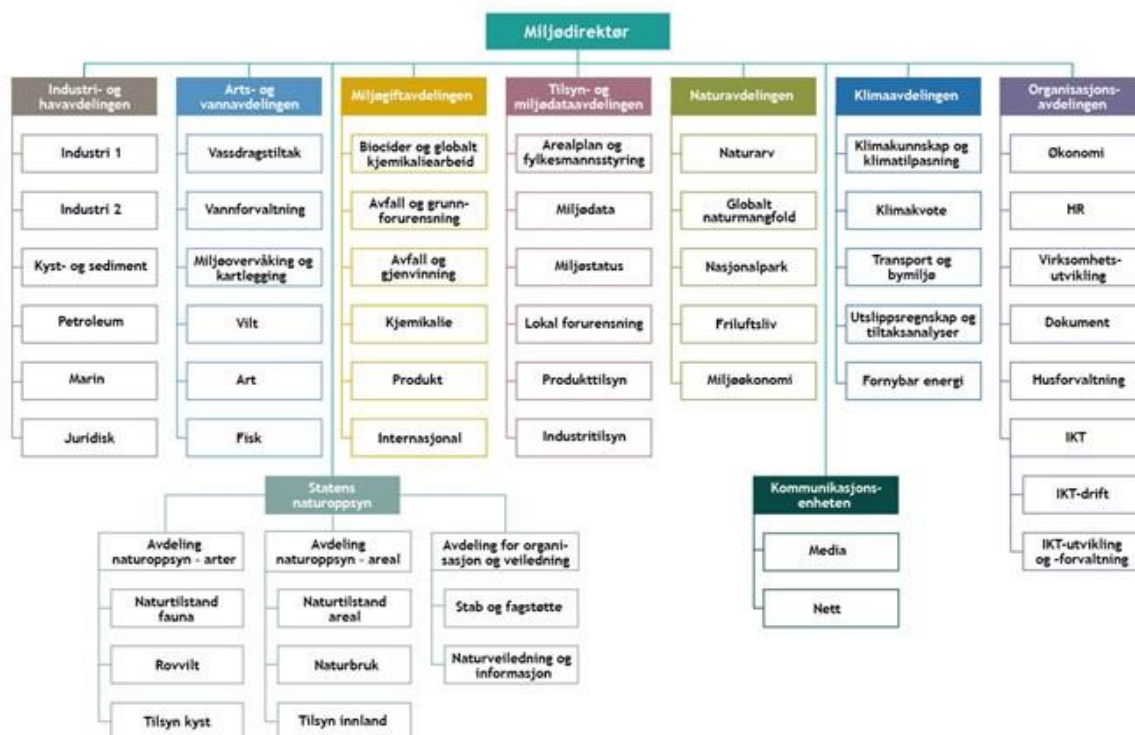 Miljødirektør
Industri- og
havavdelingen
Industri 1
Industri 2
Kyst- og sediment
Petroleum
Marin
Juridisk
Arts- og
vannavdelingen
Vassdragstiltak
Vannforvaltning
Miljøovervåking og
kartlegging
Vilt
Art
Fisk
Miljøgiftavdelingen
Biocider og globalt
kjemikaliearbeid
Avfall og grunn-
forurensning
Avfall og
gjenvinning
Kjemikalie
Produkt
Internasjonal
Tilsyn- og
miljødataavdelingen
Arealplan og
fylkesmannsstyring
Miljødata
Miljøstatus
Lokal forurensning
Produkttilsyn
Industritilsyn
Naturavdelingen
Naturarv
Globalt
naturmangfold
Nasjonalpark
Friluftsliv
Miljøøkonomi
Klimaavdelingen
Klimakunnskap og
klimatilpasning
Klimakvote
Transport og
bymiljø
Utslippsregnskap og
tiltaksanalyser
Fornybar energi
Organisasjons-
avdelingen
Økonomi
HR
Virksomhets-
utvikling
Dokument
Husforvaltning
IKT
IKT-drift
IKT-utvikling
og -forvaltning
Statens
naturoppsyn
Avdeling
naturoppsyn - arter
Naturtilstand
fauna
Rovvilt
Tilsyn kyst
Avdeling
naturoppsyn - areal
Naturtilstand
areal
Naturbruk
Tilsyn innland
Avdeling for organi-
sasjon og veiledning
Stab og fagstøtte
Naturveiledning og
informasjon
Kommunikasjons-
enheten
Media
Nett